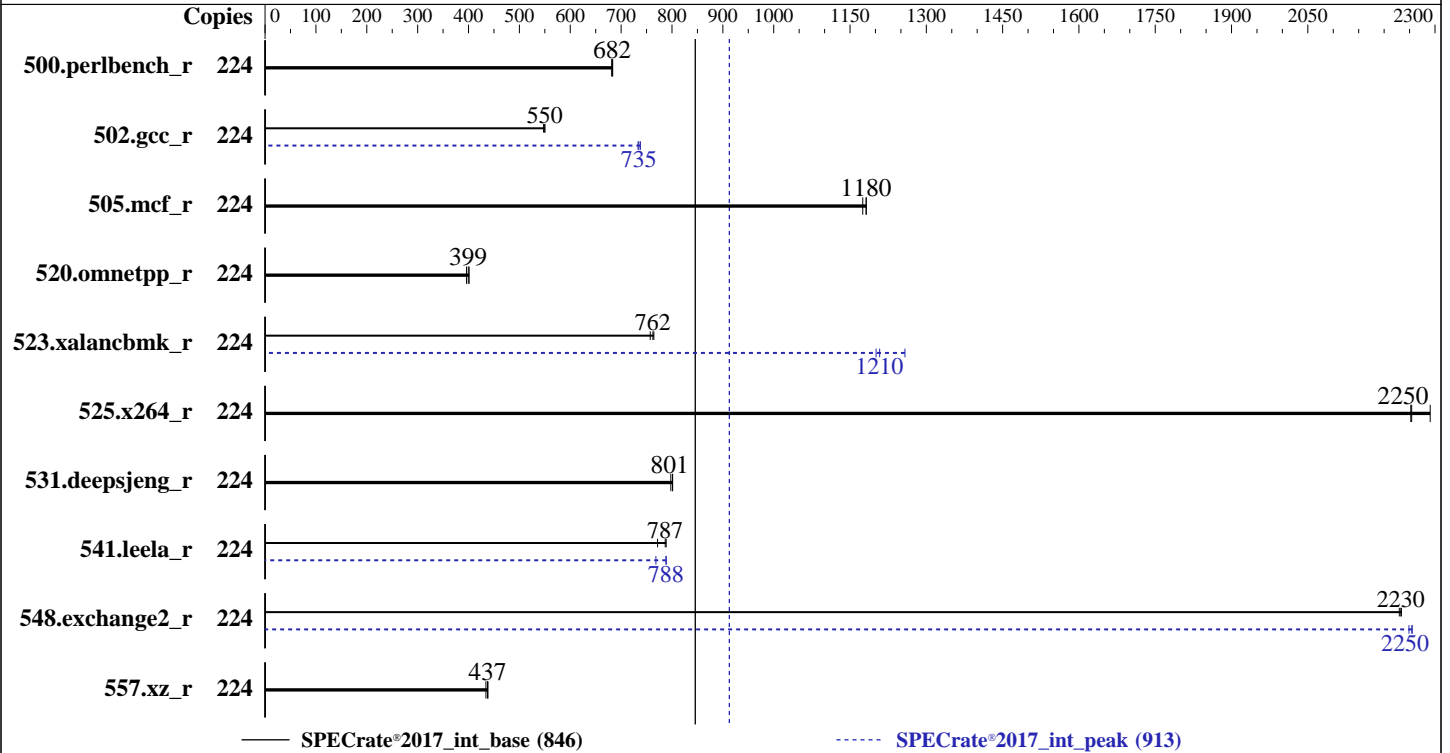 Copies 0 100 200 300 400 500 600 700 800 900 1000 1150 1300 1450 1600 1750 1900 2050 2300
500.perlbench_r 224 682
502.gcc_r 224 550
735
505.mcf_r 224 1180
520.omnetpp_r 224 399
523.xalancbmk_r 224 762
1210
525.x264_r 224 2250
531.deepsjeng_r 224 801
541.leela_r 224 787
788
548.exchange2_r 224 2230
2250
557.xz_r 224 437
SPECrate®2017_int_base (846) SPECrate®2017_int_peak (913)